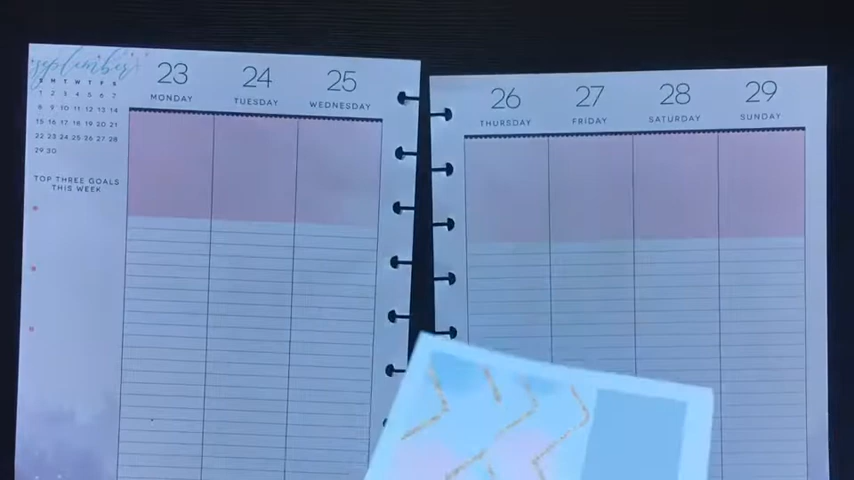 september
S M T W T F S
1 2 3 4 5 6 7
8 9 10 11 12 13 14
15 16 17 18 19 20 21
22 23 24 25 26 27 28
29 30
TOP THREE GOALS
THIS WEEK
23
MONDAY
24
TUESDAY
25
WEDNESDAY
26
THURSDAY
27
FRIDAY
28
SATURDAY
29
SUNDAY